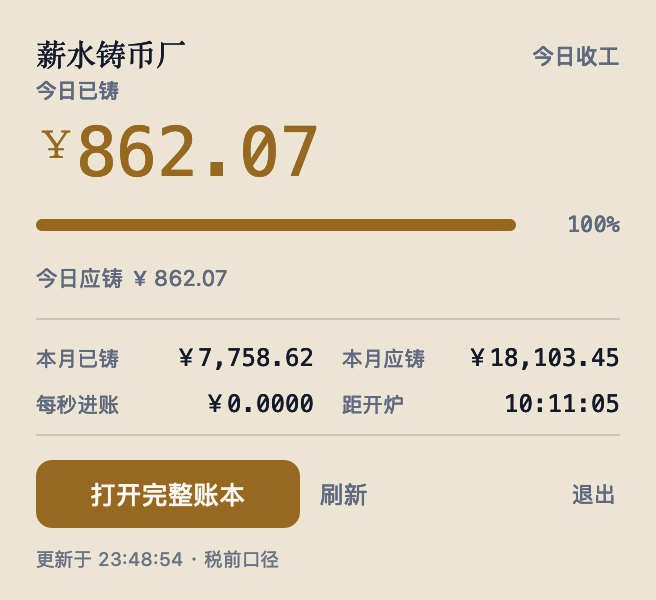 薪水铸币厂 今日收工
今日已铸
¥862.07
100%
今日应铸 ¥ 862.07
本月已铸 ¥7,758.62 本月应铸 ¥18,103.45
每秒进账 ¥0.0000 距开炉 10:11:05
打开完整账本 刷新 退出
更新于 23:48:54 · 税前口径